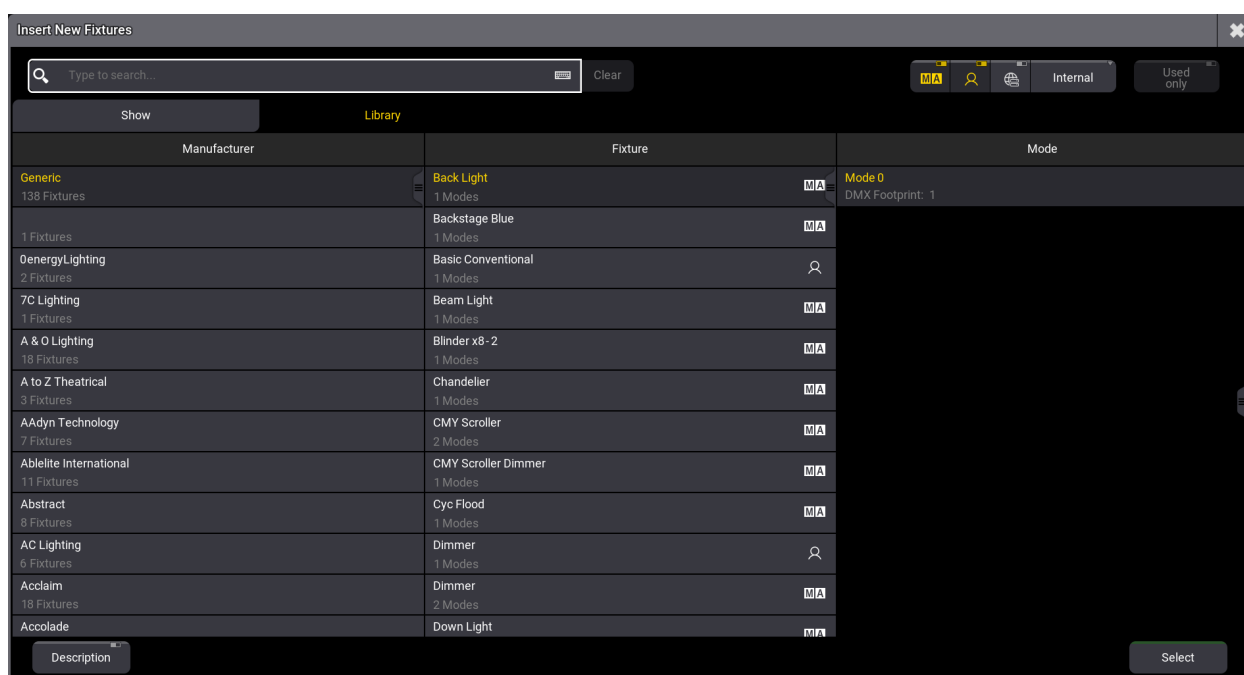 Insert New Fixtures
Type to search...
Clear
MA
Internal
Used
only
Show
Library
Manufacturer
Fixture
Mode
Generic
138 Fixtures
1 Fixtures
0energyLighting
2 Fixtures
7C Lighting
1 Fixtures
A & O Lighting
18 Fixtures
A to Z Theatrical
3 Fixtures
AAdyn Technology
7 Fixtures
Ablelite International
11 Fixtures
Abstract
8 Fixtures
AC Lighting
6 Fixtures
Acclaim
18 Fixtures
Accolade
Back Light
1 Modes
MA
Backstage Blue
1 Modes
MA
Basic Conventional
1 Modes
Beam Light
1 Modes
MA
Blinder x8-2
1 Modes
MA
Chandelier
1 Modes
MA
CMY Scroller
2 Modes
MA
CMY Scroller Dimmer
1 Modes
MA
Cyc Flood
1 Modes
MA
Dimmer
1 Modes
Dimmer
2 Modes
MA
Down Light
MA
Mode 0
DMX Footprint: 1
Description
Select